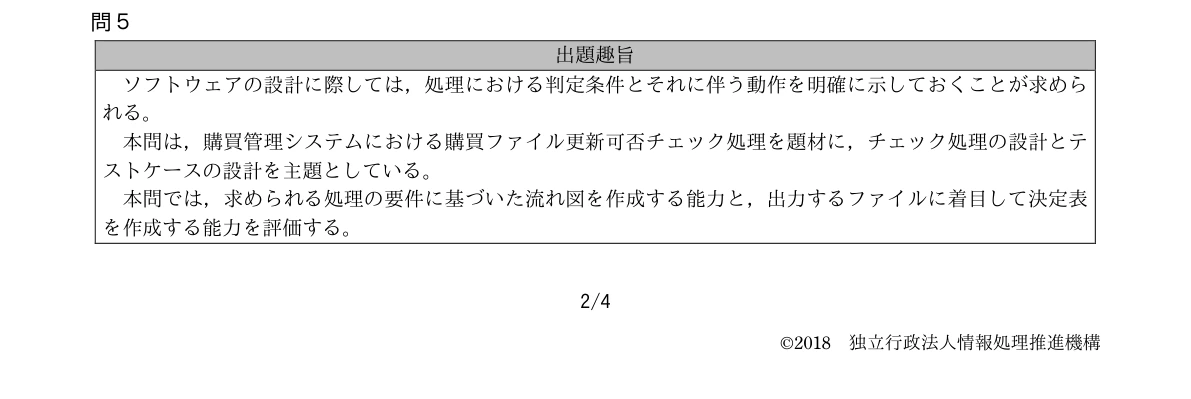 問５
出題趣旨
　ソフトウェアの設計に際しては，処理における判定条件とそれに伴う動作を明確に示しておくことが求めら
れる。
　本問は，購買管理システムにおける購買ファイル更新可否チェック処理を題材に，チェック処理の設計とテ
ストケースの設計を主題としている。
　本問では，求められる処理の要件に基づいた流れ図を作成する能力と，出力するファイルに着目して決定表
を作成する能力を評価する。
2/4
©2018　独立行政法人情報処理推進機構